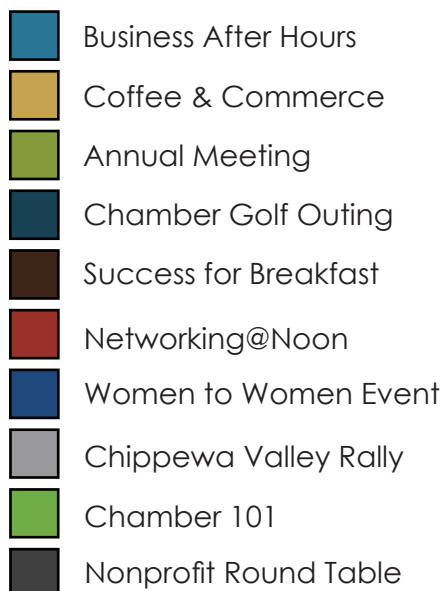 Business After Hours
Coffee & Commerce
Annual Meeting
Chamber Golf Outing
Success for Breakfast
Networking@Noon
Women to Women Event
Chippewa Valley Rally
Chamber 101
Nonprofit Round Table